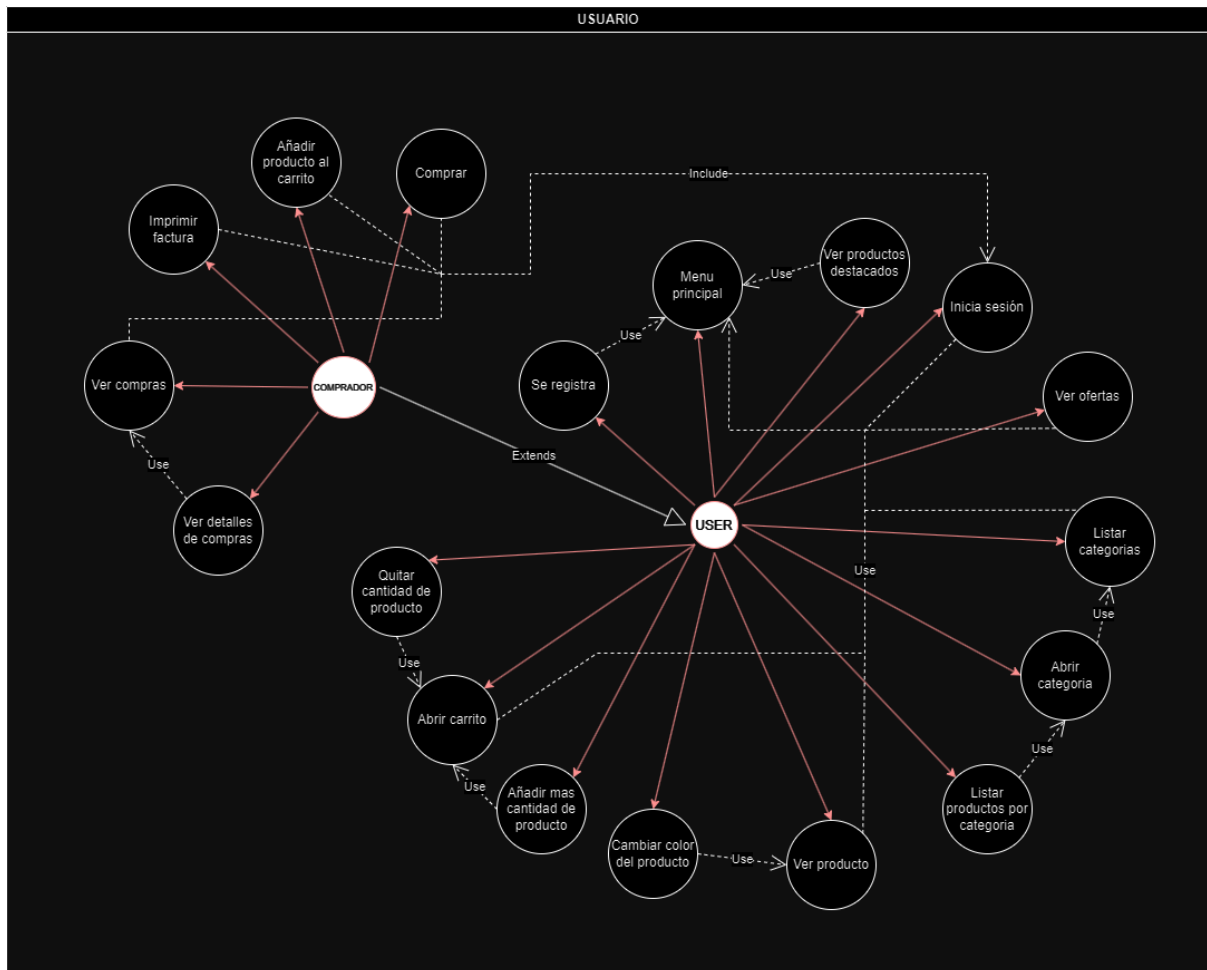 USUARIO
Añadir
producto al
carrito
Comprar
Include
Imprimir
factura
Ver productos
destacados
Menu
principal
Use
Inicia sesión
Use
Ver compras
COMPRADOR
Se registra
Ver ofertas
Extends
Use
Ver detalles
de compras
USER
Listar
categorias
Quitar
cantidad de
producto
Use
Use
Use
Abrir
categoria
Abrir carrito
Use
Use
Añadir mas
cantidad de
producto
Listar
productos por
categoria
Cambiar color
del producto
Use
Ver producto